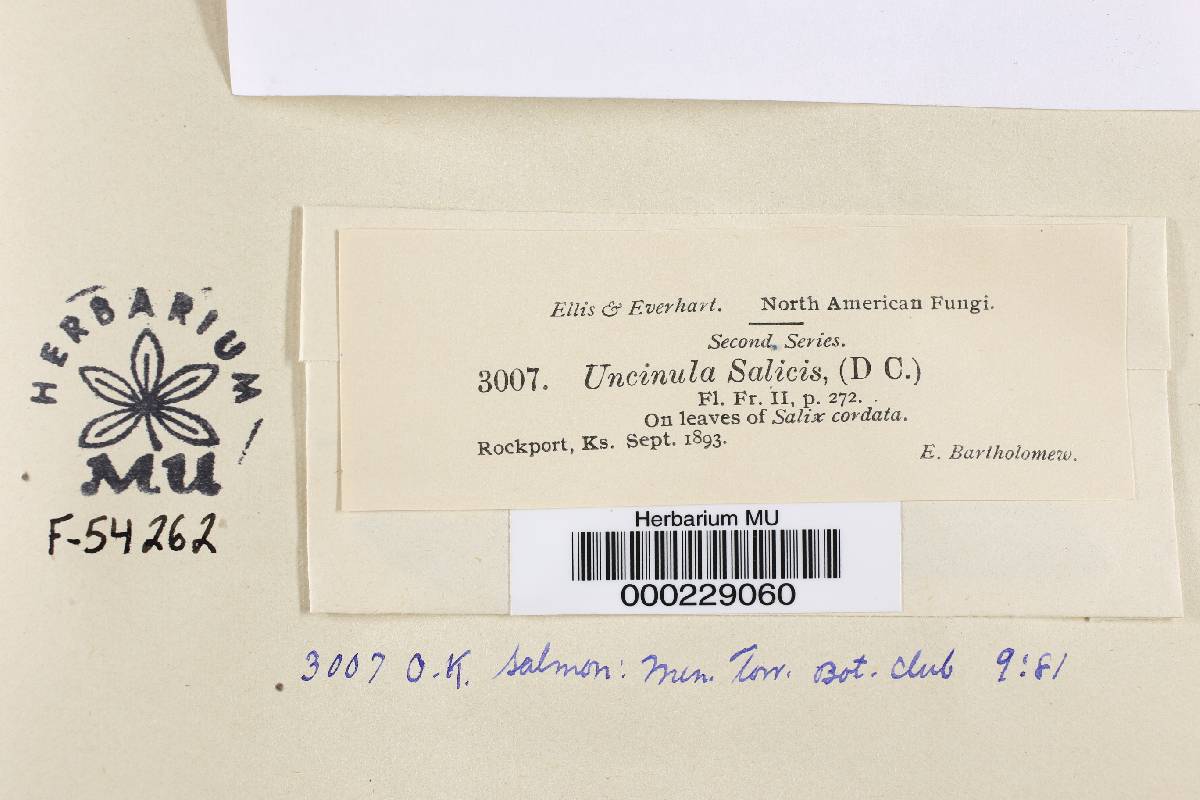 Ellis & Everhart. North American Fungi.
Second Series.
3007. Uncinula Salicis, (D C.)
Fl. Fr. II, p. 272.
On leaves of Salix cordata.
Rockport, Ks. Sept. 1893.
E. Bartholomew.
HERBARIUM
MU
F-54262
Herbarium MU
000229060
3007 O.K. Salmon: Mem. Torr. Bot. Club 9:81